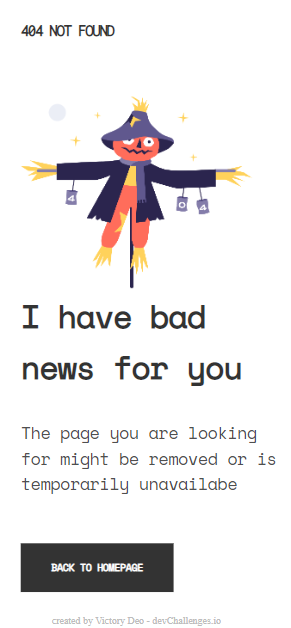 404 NOT FOUND
4
0
4
I have bad
news for you
The page you are looking
for might be removed or is
temporarily unavailabe
BACK TO HOMEPAGE
created by Victory Deo - devChallenges.io